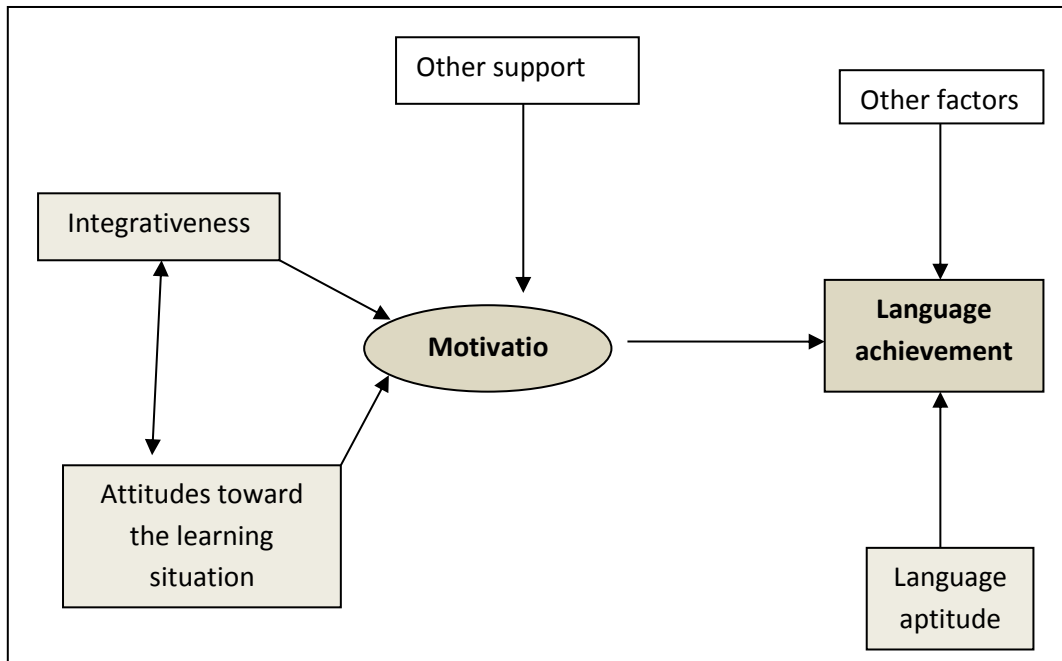 Other support
Other factors
Integrativeness
Motivatio
Language
achievement
Attitudes toward
the learning
situation
Language
aptitude